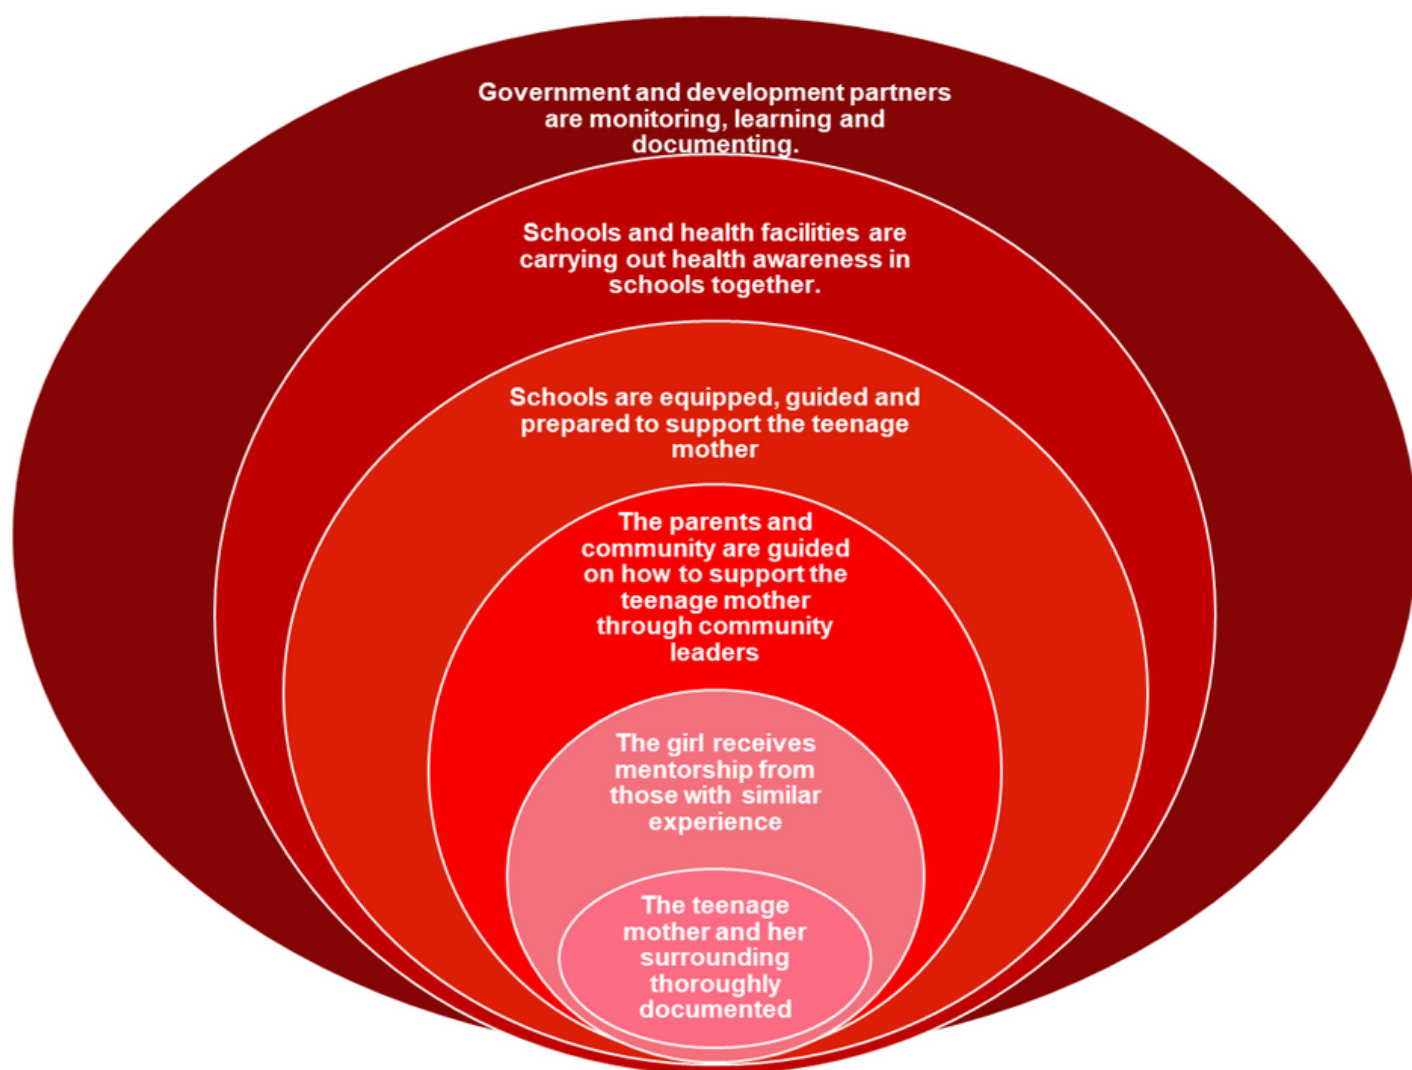 Government and development partners
are monitoring, learning and
documenting.
Schools and health facilities are
carrying out health awareness in
schools together.
Schools are equipped, guided and
prepared to support the teenage
mother
The parents and
community are guided
on how to support the
teenage mother
through community
leaders
The girl receives
mentorship from
those with similar
experience
The teenage
mother and her
surrounding
thoroughly
documented